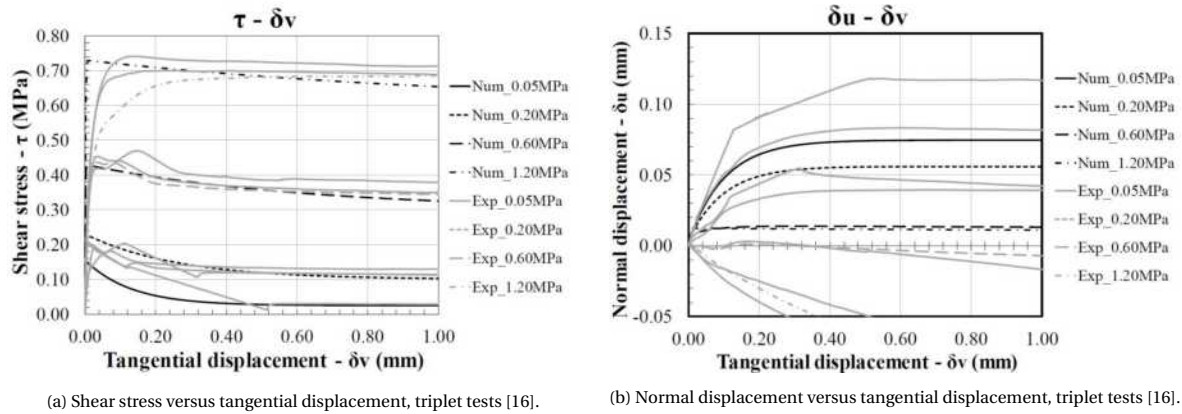 τ - δv
Shear stress - τ (MPa)
0.80
0.70
0.60
0.50
0.40
0.30
0.20
0.10
0.00
0.00 0.20 0.40 0.60 0.80 1.00
Tangential displacement - δv (mm)
Num_0.05MPa
Num_0.20MPa
Num_0.60MPa
Num_1.20MPa
Exp_0.05MPa
Exp_0.20MPa
Exp_0.60MPa
Exp_1.20MPa
(a) Shear stress versus tangential displacement, triplet tests [16].
δu - δv
Normal displacement - δu (mm)
0.15
0.10
0.05
0.00
-0.05
0.00 0.20 0.40 0.60 0.80 1.00
Tangential displacement - δv (mm)
Num_0.05MPa
Num_0.20MPa
Num_0.60MPa
Num_1.20MPa
Exp_0.05MPa
Exp_0.20MPa
Exp_0.60MPa
Exp_1.20MPa
(b) Normal displacement versus tangential displacement, triplet tests [16].